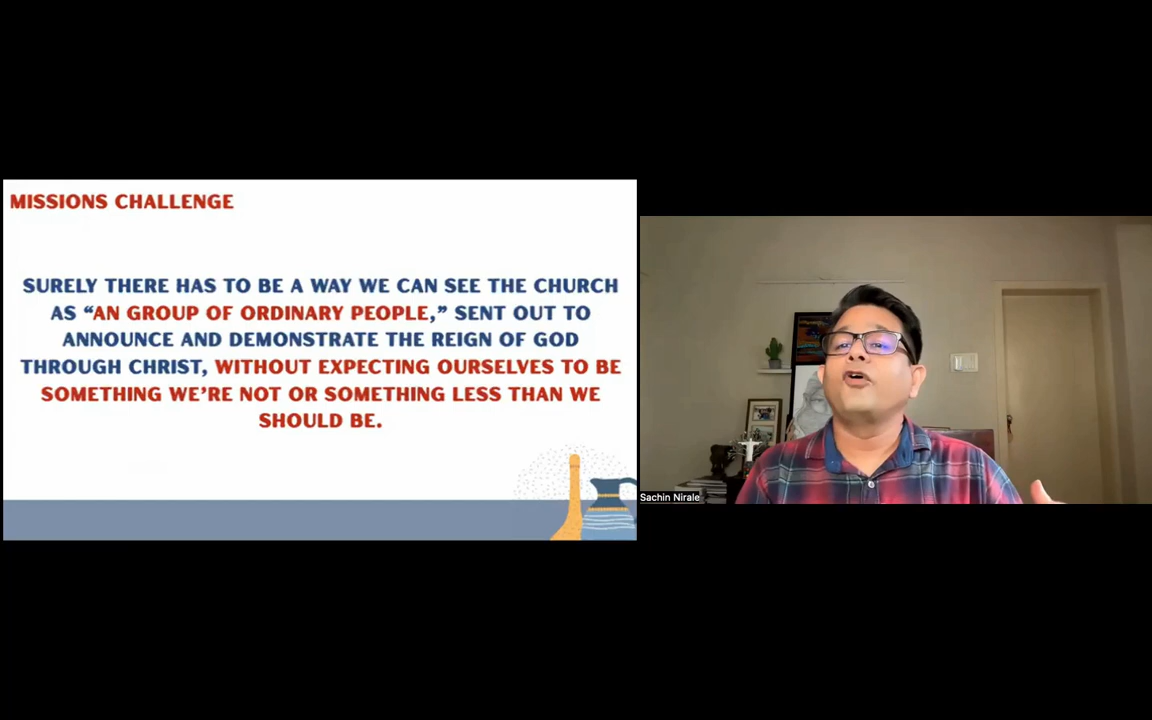 MISSIONS CHALLENGE
SURELY THERE HAS TO BE A WAY WE CAN SEE THE CHURCH
AS “AN GROUP OF ORDINARY PEOPLE,” SENT OUT TO
ANNOUNCE AND DEMONSTRATE THE REIGN OF GOD
THROUGH CHRIST, WITHOUT EXPECTING OURSELVES TO BE
SOMETHING WE’RE NOT OR SOMETHING LESS THAN WE
SHOULD BE.
Sachin Nirale